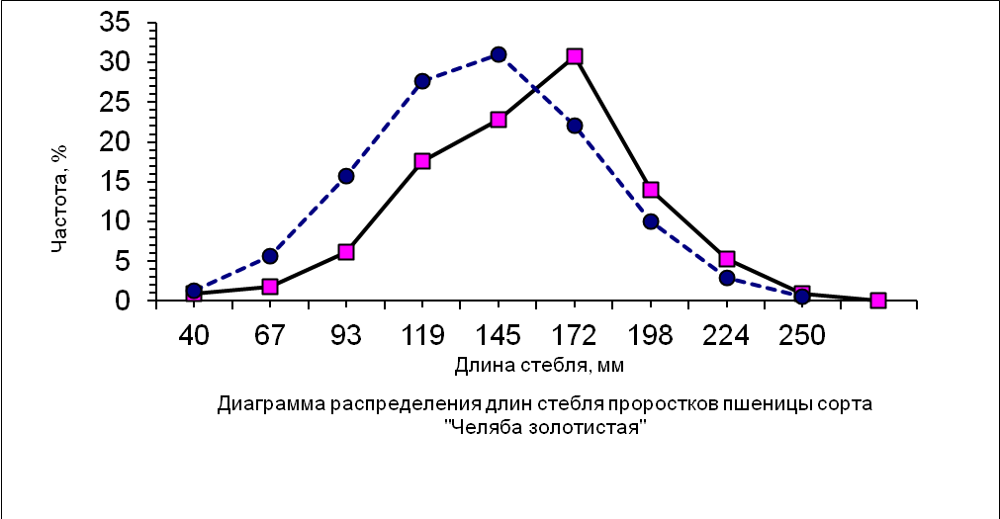 35
30
25
20
15
10
5
0
Частота, %
40 67 93 119 145 172 198 224 250
Длина стебля, мм
Диаграмма распределения длин стебля проростков пшеницы сорта
"Челяба золотистая"